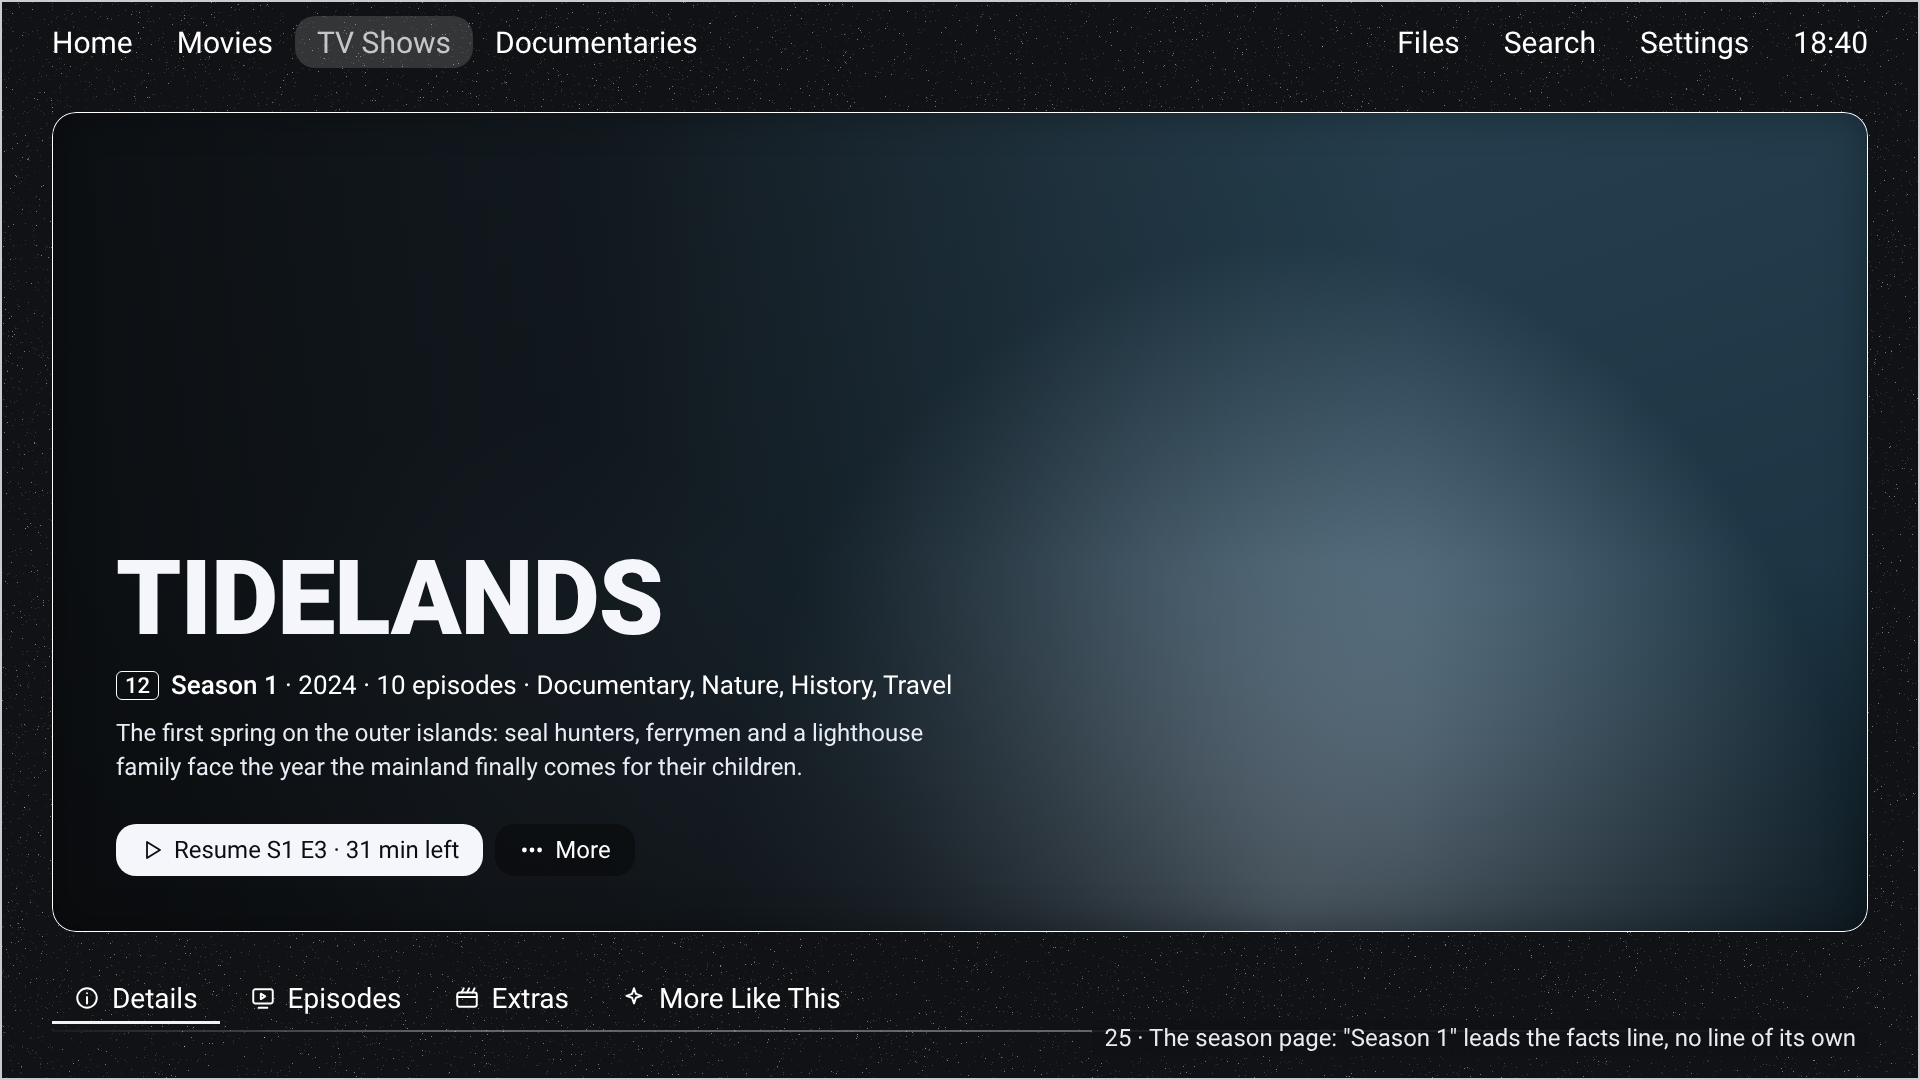 Home Movies TV Shows Documentaries Files Search Settings 18:40
TIDELANDS
12 Season 1 · 2024 · 10 episodes · Documentary, Nature, History, Travel
The first spring on the outer islands: seal hunters, ferrymen and a lighthouse
family face the year the mainland finally comes for their children.
Resume S1 E3 · 31 min left More
Details Episodes Extras More Like This
25 · The season page: "Season 1" leads the facts line, no line of its own